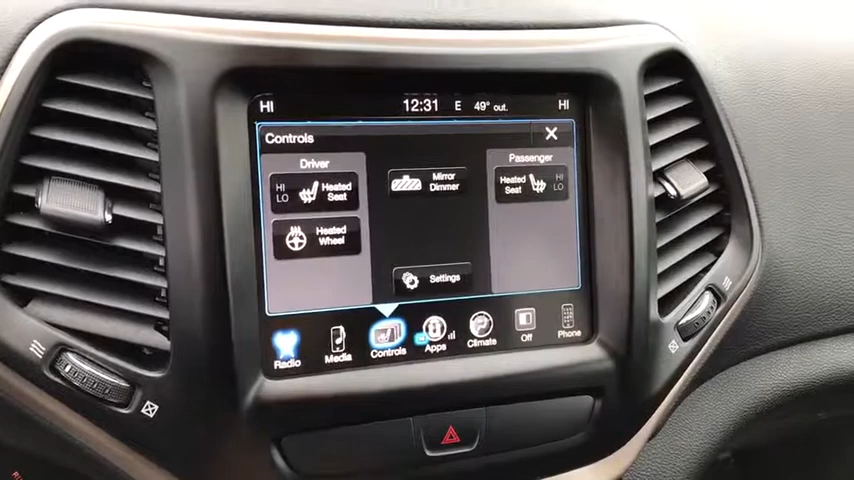 HI 12:31 E 49° out. HI
Controls X
Driver
HI
LO
Heated
Seat
Heated
Wheel
Mirror
Dimmer
Settings
Passenger
Heated
Seat
HI
LO
Radio Media Controls Apps Climate Off Phone